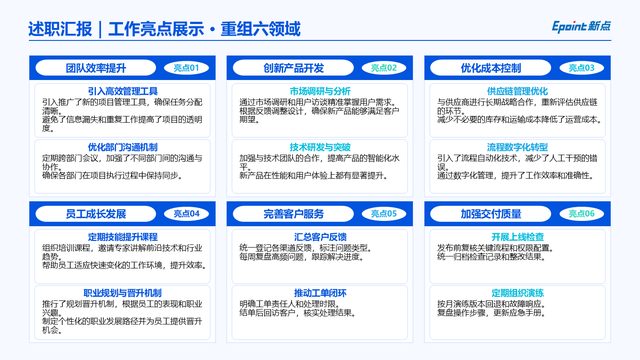 述职汇报｜工作亮点展示·重组六领域
Epoint新点
团队效率提升
亮点01
引入高效管理工具
引入推广了新的项目管理工具，确保任务分配
清晰。
避免了信息漏失和重复工作提高了项目的透明
度。
优化部门沟通机制
定期跨部门会议，加强了不同部门间的沟通与
协作。
确保各部门在项目执行过程中保持同步。
创新产品开发
亮点02
市场调研与分析
通过市场调研和用户访谈精准掌握用户需求。
根据反馈调整设计，确保新产品能够满足客户
期望。
技术研发与突破
加强与技术团队的合作，提高产品的智能化水
平。
新产品在性能和用户体验上都有显著提升。
优化成本控制
亮点03
供应链管理优化
与供应商进行长期战略合作，重新评估供应链
的环节。
减少不必要的库存和运输成本降低了运营成本。
流程数字化转型
引入了流程自动化技术，减少了人工干预的错
误。
通过数字化管理，提升了工作效率和准确性。
员工成长发展
亮点04
定期技能提升课程
组织培训课程，邀请专家讲解前沿技术和行业
趋势。
帮助员工适应快速变化的工作环境，提升效率。
职业规划与晋升机制
推行了规划晋升机制，根据员工的表现和职业
兴趣。
制定个性化的职业发展路径并为员工提供晋升
机会。
完善客户服务
亮点05
汇总客户反馈
统一登记各渠道反馈，标注问题类型。
每周复盘高频问题，跟踪解决进度。
推动工单闭环
明确工单责任人和处理时限。
结单后回访客户，核实处理结果。
加强交付质量
亮点06
开展上线检查
发布前复核关键流程和权限配置。
统一归档检查记录和整改结果。
定期组织演练
按月演练版本回退和故障响应。
复盘操作步骤，更新应急手册。